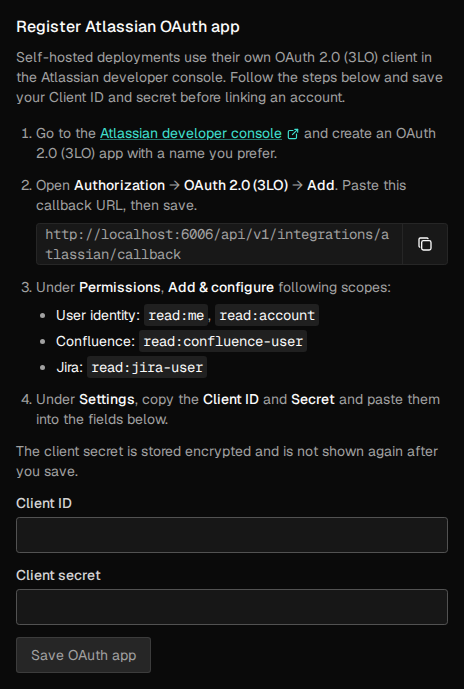 Register Atlassian OAuth app
Self-hosted deployments use their own OAuth 2.0 (3LO) client in
the Atlassian developer console. Follow the steps below and save
your Client ID and secret before linking an account.
1. Go to the Atlassian developer console and create an OAuth
2.0 (3LO) app with a name you prefer.
2. Open Authorization → OAuth 2.0 (3LO) → Add. Paste this
callback URL, then save.
http://localhost:6006/api/v1/integrations/a
tlassian/callback
3. Under Permissions, Add & configure following scopes:
• User identity: read:me, read:account
• Confluence: read:confluence-user
• Jira: read:jira-user
4. Under Settings, copy the Client ID and Secret and paste them
into the fields below.
The client secret is stored encrypted and is not shown again after
you save.
Client ID
Client secret
Save OAuth app